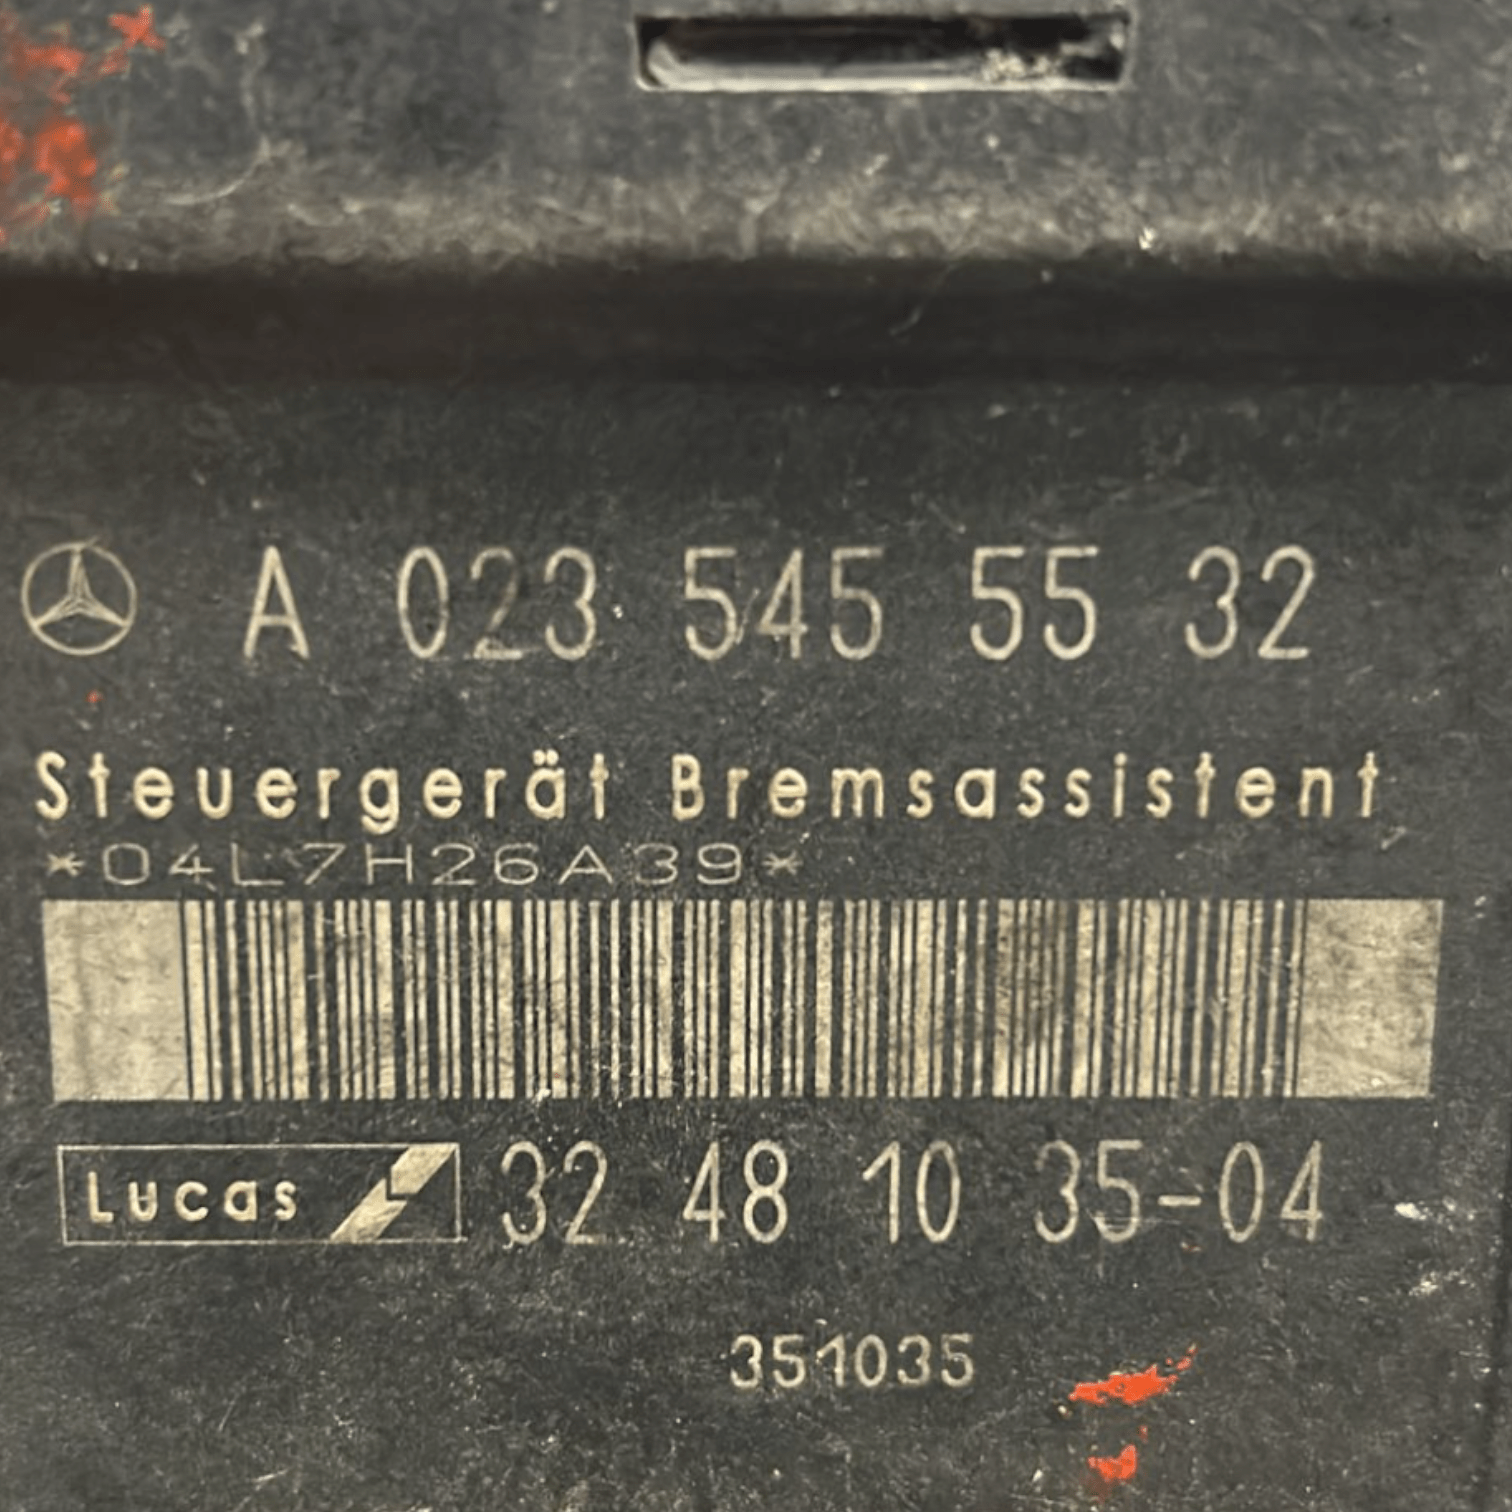 A 023 545 55 32
Steuergerät Bremsassistent
*04L7H26A39*
Lucas 32 48 10 35-04
351035